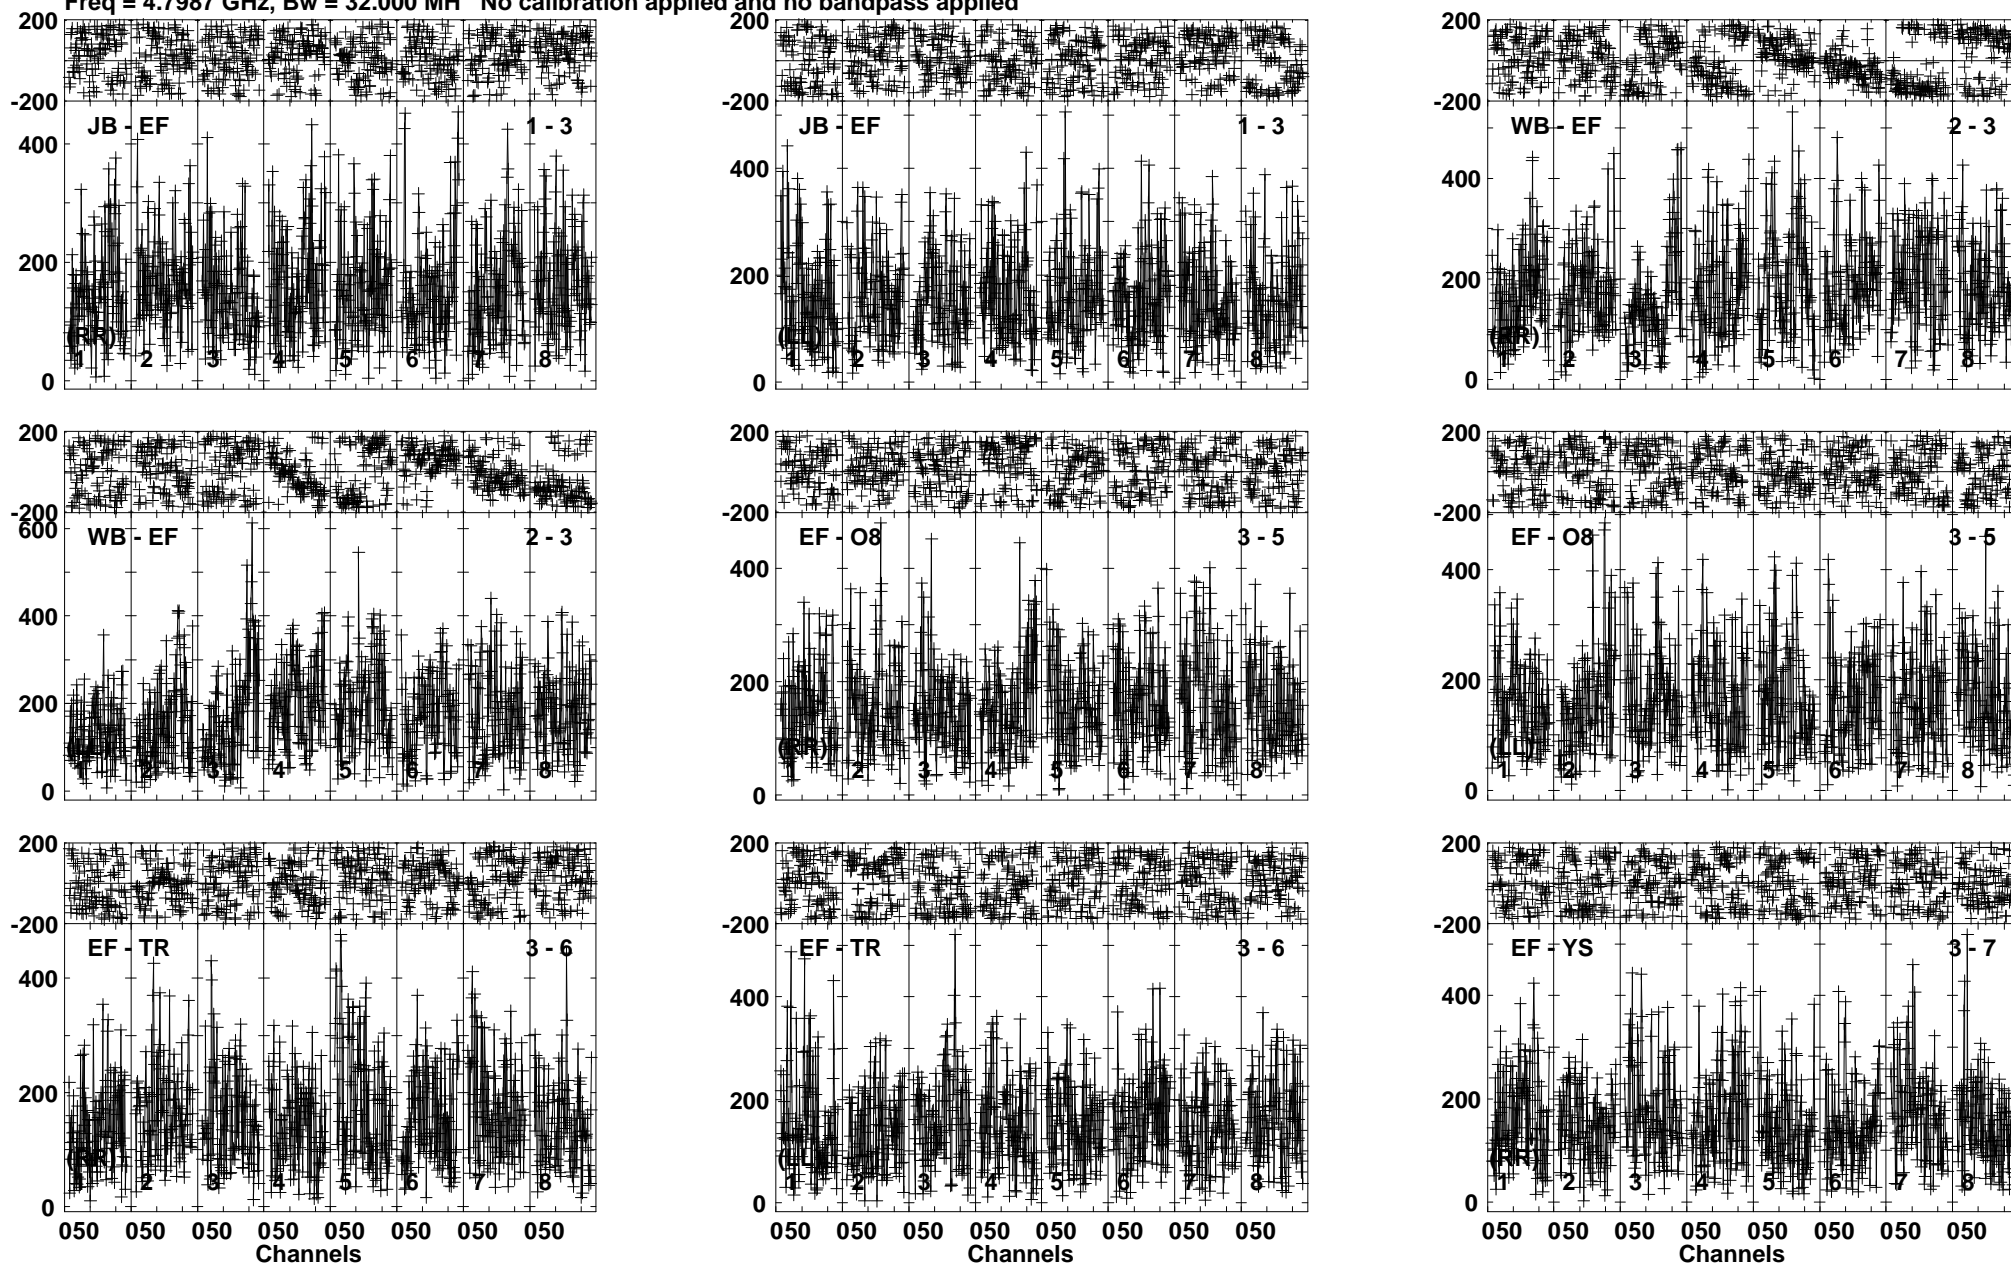 Freq = 4.7987 GHz, Bw = 32.000 MH No calibration applied and no bandpass applied
200 200 200
-200 -200 -200
JB - EF 1 - 3 JB - EF 1 - 3 WB - EF 2 - 3
400 400 400
200 200 200
(RR) (LL) (RR)
1 2 3 4 5 6 7 8 1 2 3 4 5 6 7 8 1 2 3 4 5 6 7 8
0 0 0
200 200 200
-200 -200 -200
600
WB - EF 2 - 3 EF - O8 3 - 5 EF - O8 3 - 5
400 400 400
200 200 200
(RR) (LL)
1 2 3 4 5 6 7 8 1 2 3 4 5 6 7 8 1 2 3 4 5 6 7 8
0 0 0
200 200 200
-200 -200 -200
EF - TR 3 - 6 EF - TR 3 - 6 EF - YS 3 - 7
400 400 400
200 200 200
(RR) (LL) (RR)
1 2 3 4 5 6 7 8 1 2 3 4 5 6 7 8 1 2 3 4 5 6 7 8
0 0 0
050 050 050 050 050 050 050 050 050 050 050 050 050 050 050 050 050 050 050 050 050 050 050 050
Channels Channels Channels